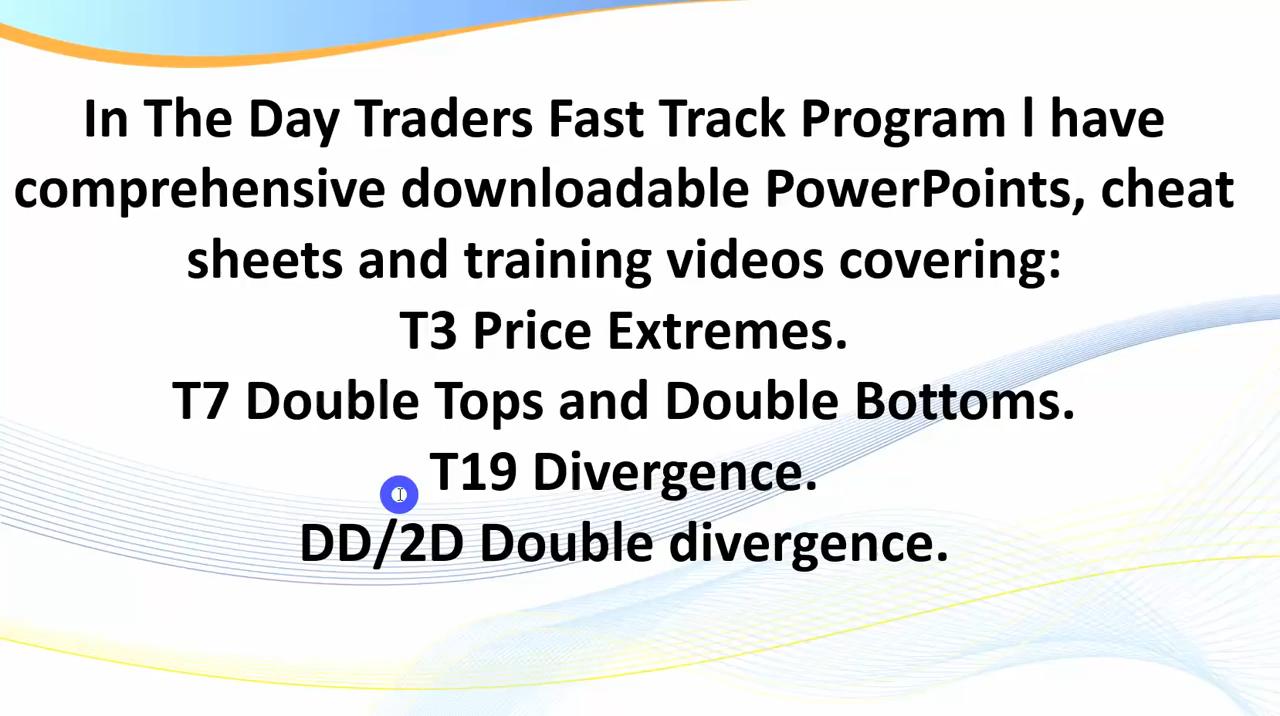 In The Day Traders Fast Track Program l have
comprehensive downloadable PowerPoints, cheat
sheets and training videos covering:
T3 Price Extremes.
T7 Double Tops and Double Bottoms.
T19 Divergence.
DD/2D Double divergence.